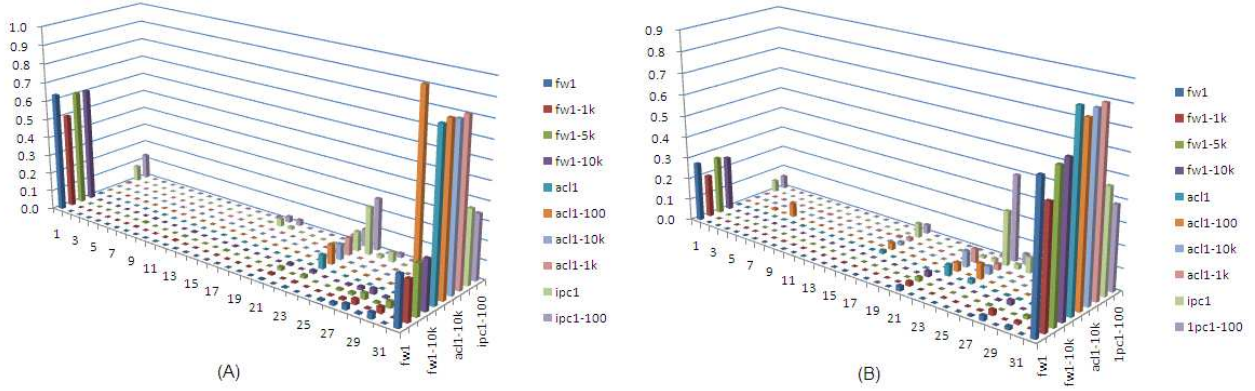 1.0
0.9
0.8
0.7
0.6
0.5
0.4
0.3
0.2
0.1
0.0
1
3
5
7
9
11
13
15
17
19
21
23
25
27
29
31
fw1
fw1-10k
acl1-10k
ipc1-100
fw1
fw1-1k
fw1-5k
fw1-10k
acl1
acl1-100
acl1-10k
acl1-1k
ipc1
ipc1-100
(A)
0.9
0.8
0.7
0.6
0.5
0.4
0.3
0.2
0.1
0.0
1
3
5
7
9
11
13
15
17
19
21
23
25
27
29
31
fw1
fw1-10k
acl1-10k
1pc1-100
fw1
fw1-1k
fw1-5k
fw1-10k
acl1
acl1-100
acl1-10k
acl1-1k
ipc1
1pc1-100
(B)